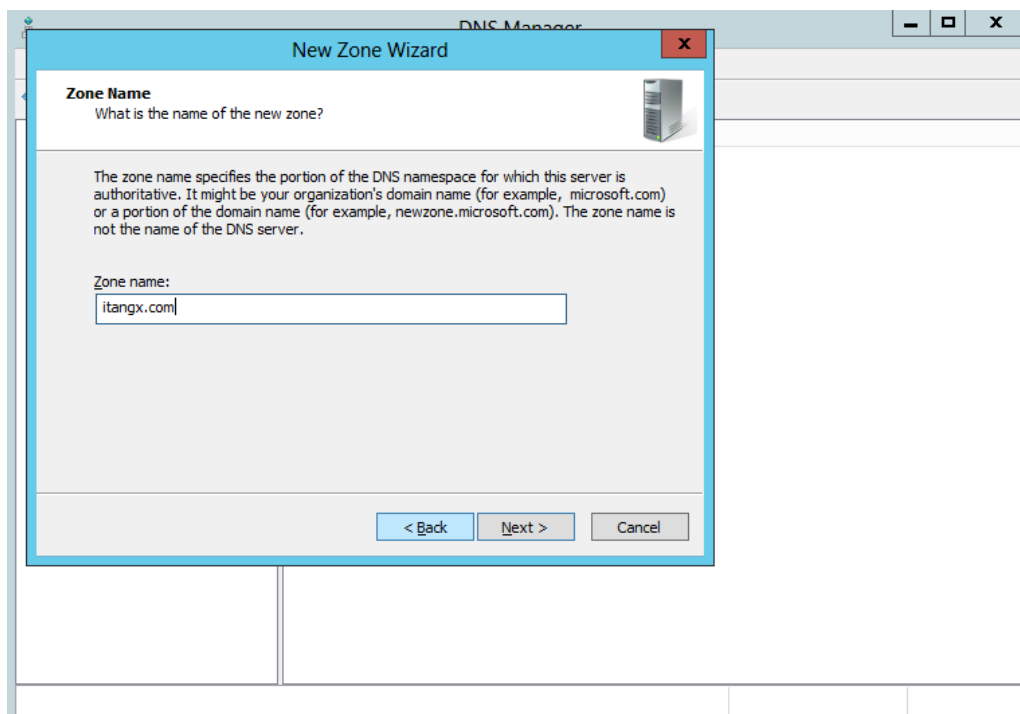 DNS Manager
New Zone Wizard
Zone Name
What is the name of the new zone?
The zone name specifies the portion of the DNS namespace for which this server is
authoritative. It might be your organization's domain name (for example, microsoft.com)
or a portion of the domain name (for example, newzone.microsoft.com). The zone name is
not the name of the DNS server.
Zone name:
itangx.com
< Back Next > Cancel